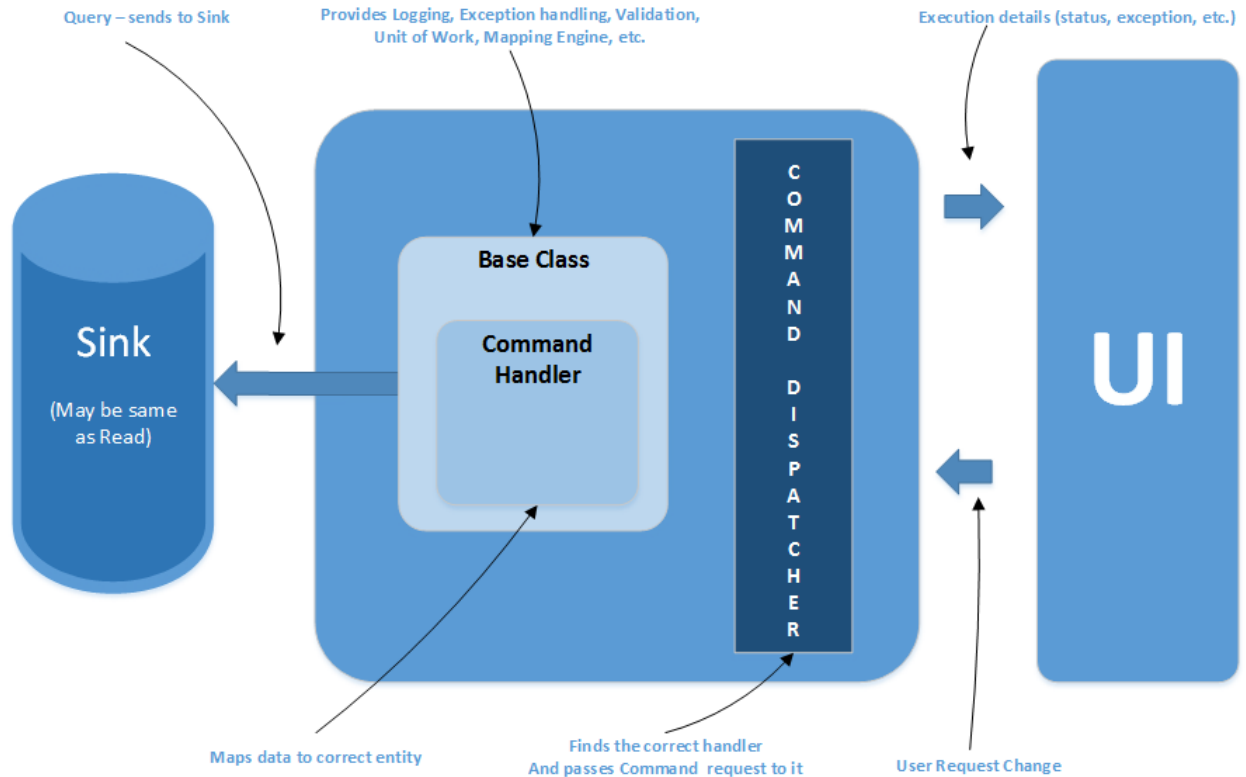 Query – sends to Sink
Provides Logging, Exception handling, Validation,
Unit of Work, Mapping Engine, etc.
Execution details (status, exception, etc.)
Sink
(May be same
as Read)
Base Class
Command
Handler
COMMAND DISPATCHER
UI
Maps data to correct entity
Finds the correct handler
And passes Command request to it
User Request Change